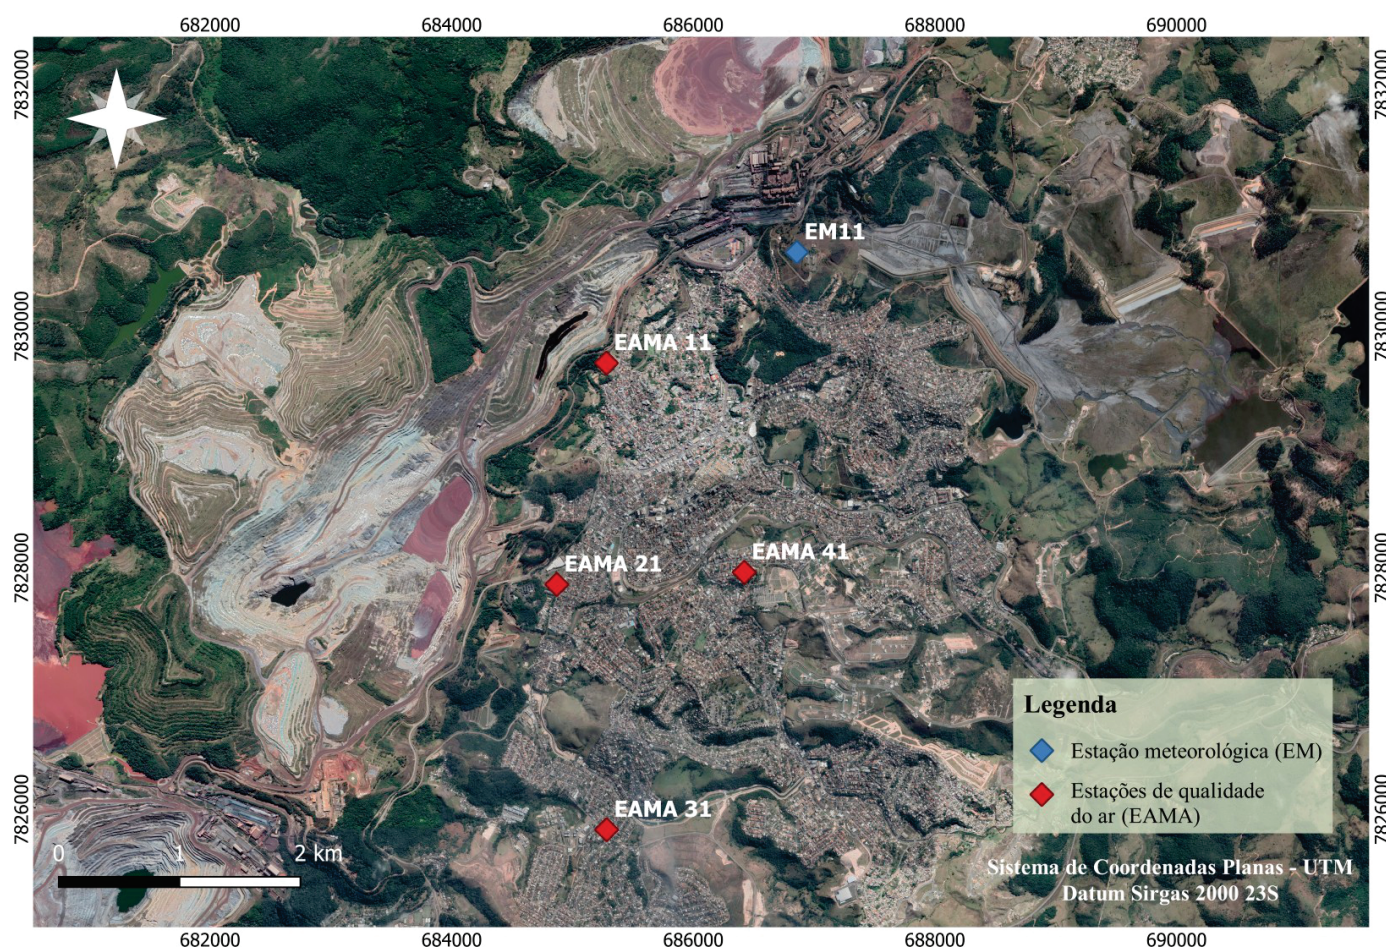 682000 684000 686000 688000 690000
7832000 7832000
EM11
7830000 7830000
EAMA 11
EAMA 41
EAMA 21
7828000 7828000
Legenda
Estação meteorológica (EM)
Estações de qualidade
do ar (EAMA)
EAMA 31
7826000 7826000
0 1 2 km
Sistema de Coordenadas Planas - UTM
Datum Sirgas 2000 23S
682000 684000 686000 688000 690000